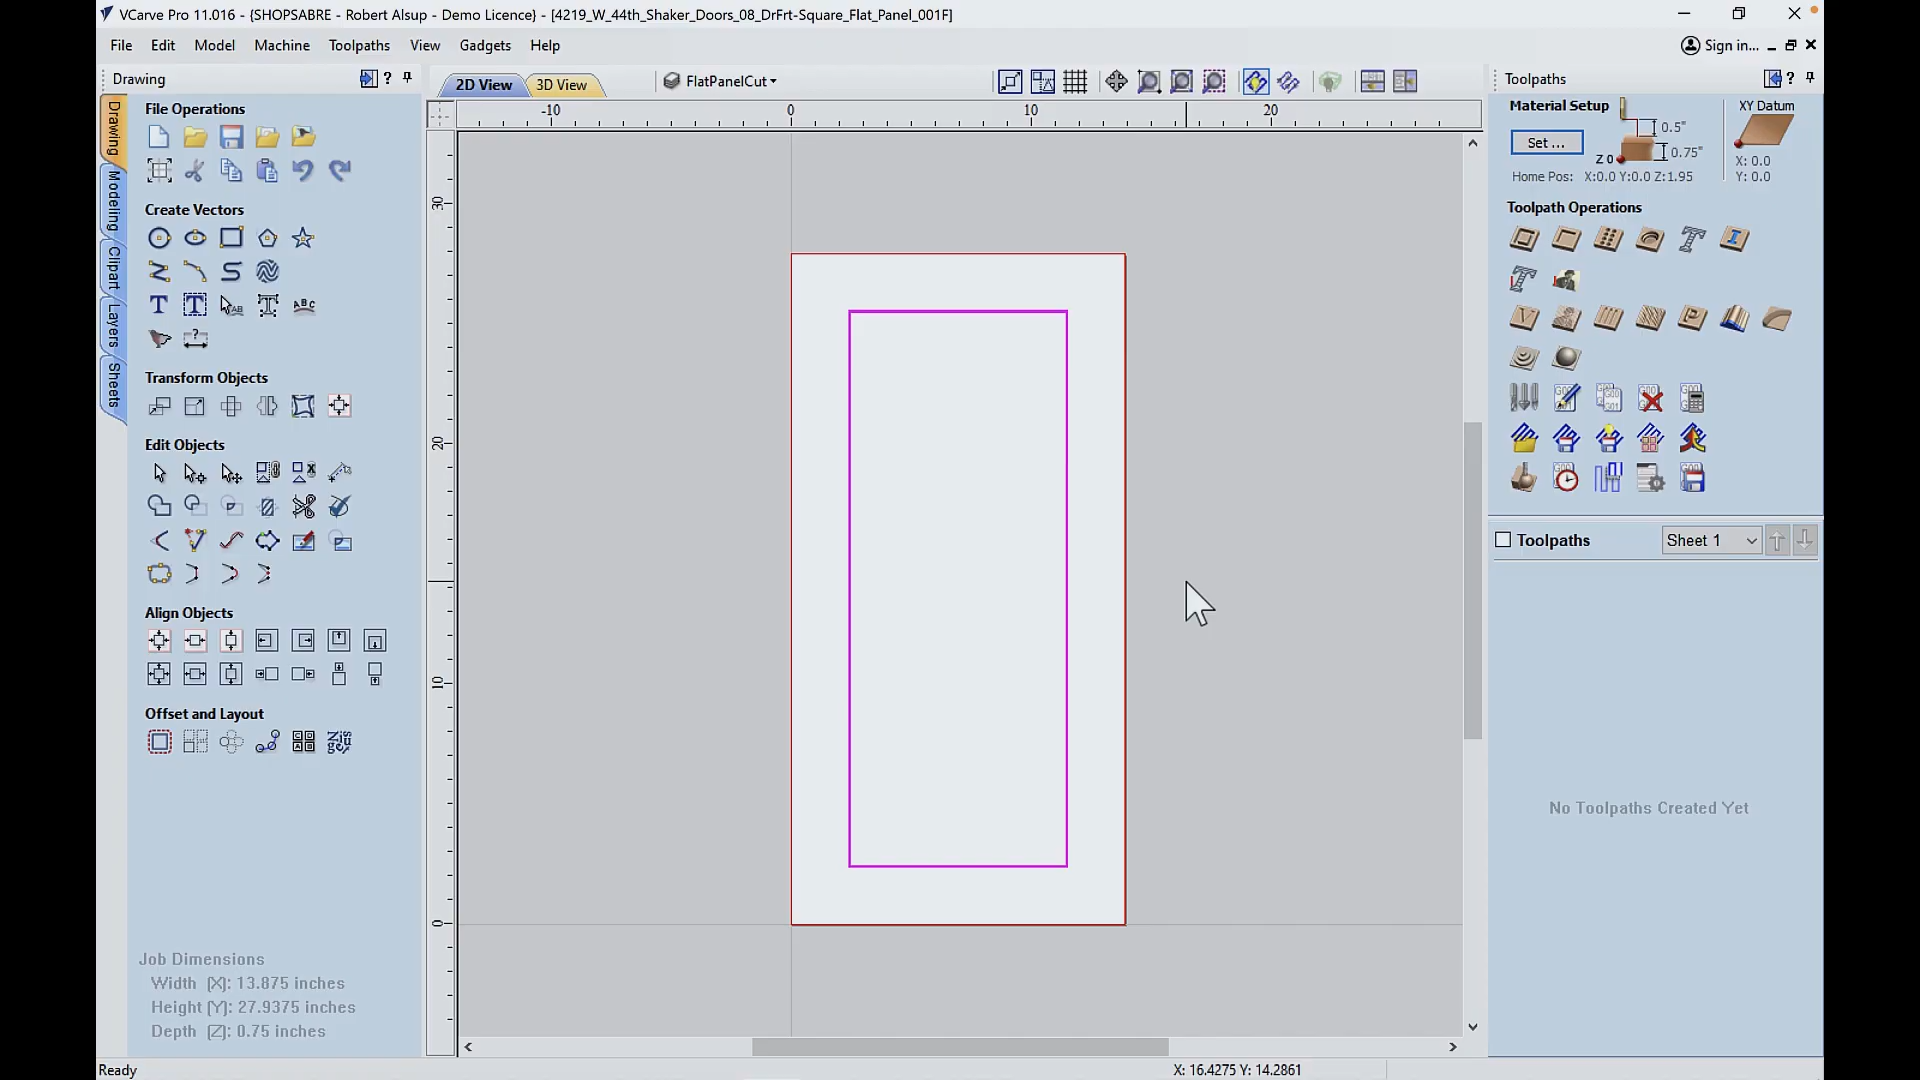 VCarve Pro 11.016 - {SHOPSABRE - Robert Alsup - Demo Licence} - [4219_W_44th_Shaker_Doors_08_DrFrt-Square_Flat_Panel_001F]
File Edit Model Machine Toolpaths View Gadgets Help
Sign in...
Drawing
Drawing
Modeling
Clipart
Layers
Sheets
File Operations
Create Vectors
Transform Objects
Edit Objects
Align Objects
Offset and Layout
Job Dimensions
Width (X): 13.875 inches
Height (Y): 27.9375 inches
Depth (Z): 0.75 inches
Ready
2D View 3D View
FlatPanelCut
-10 0 10 20
30
20
10
0
X: 16.4275 Y: 14.2861
Toolpaths
Material Setup
XY Datum
Set ...
0.5"
0.75"
Z 0
X: 0.0
Y: 0.0
Home Pos: X:0.0 Y:0.0 Z:1.95
Toolpath Operations
Toolpaths
Sheet 1
No Toolpaths Created Yet